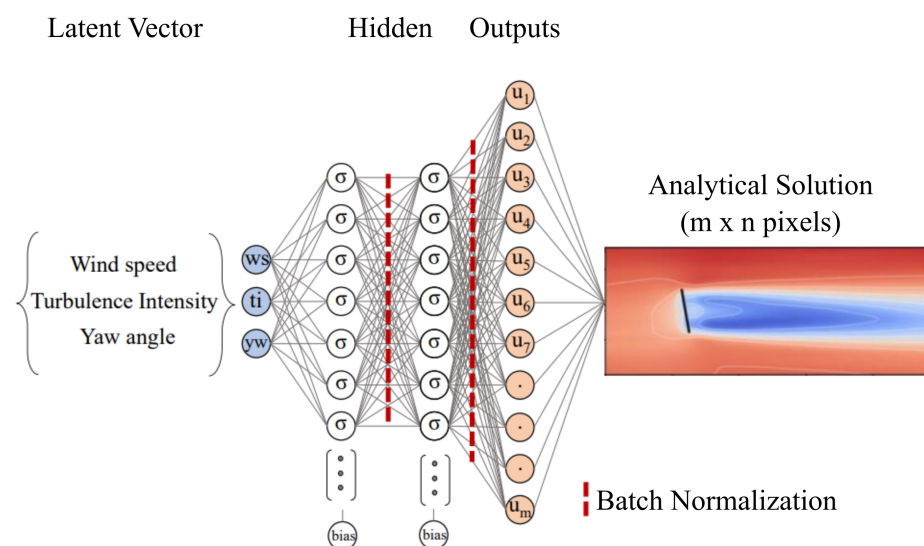 Latent Vector
Hidden
Outputs
Wind speed
Turbulence Intensity
Yaw angle
ws
ti
yw
σ
σ
σ
σ
σ
σ
σ
bias
σ
σ
σ
σ
σ
σ
σ
bias
u1
u2
u3
u4
u5
u6
u7
.
.
.
um
Analytical Solution
(m x n pixels)
Batch Normalization